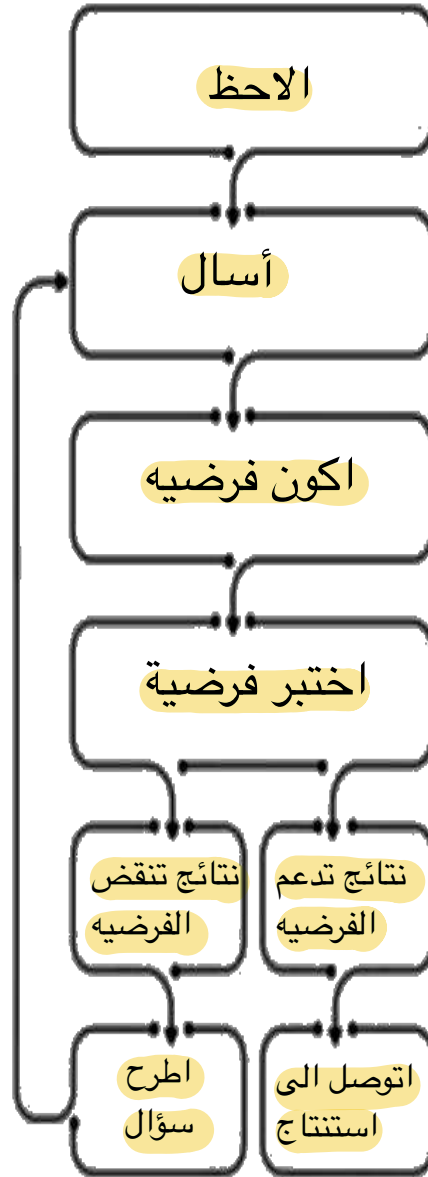 الاحظ
أسال
اكون فرضيه
اختبر فرضية
نتائج تدعم
الفرضيه
نتائج تنقض
الفرضيه
اتوصل الى
استنتاج
اطرح
سؤال